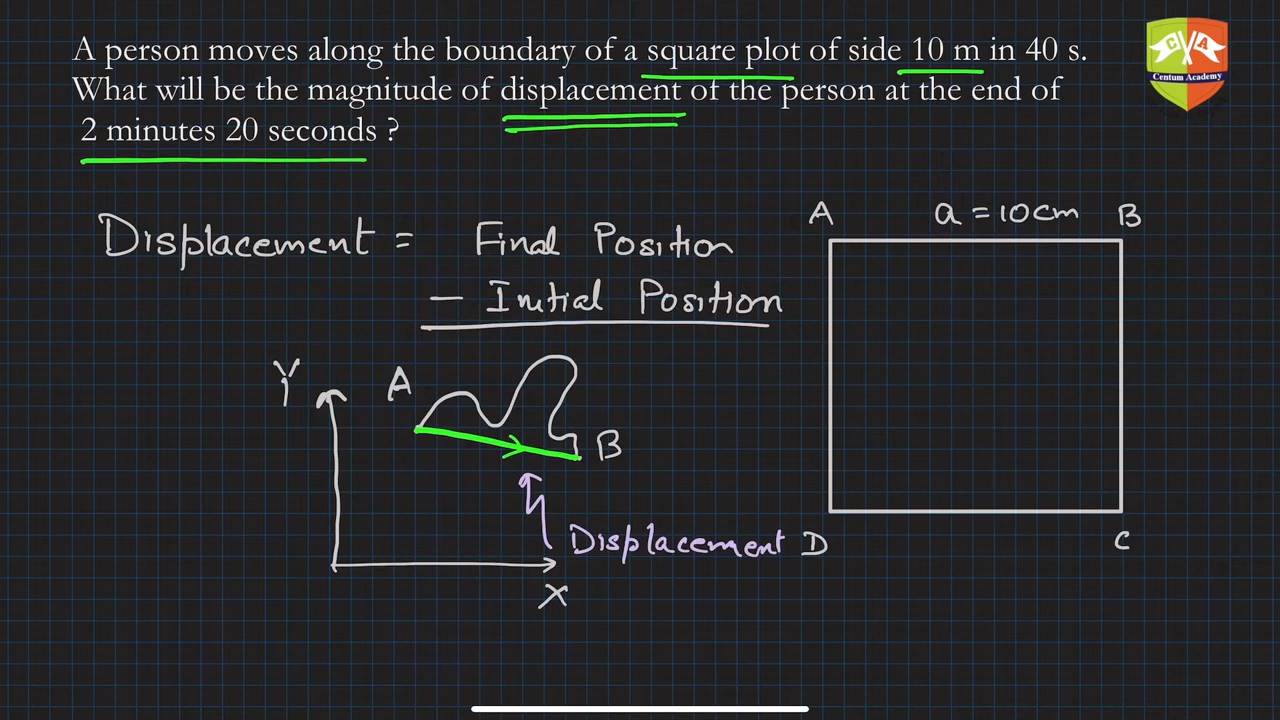 A person moves along the boundary of a square plot of side 10 m in 40 s.
What will be the magnitude of displacement of the person at the end of
2 minutes 20 seconds ?
CA
Centum Academy
Displacement = Final Position
- Initial Position
A a = 10cm B
Y
A
B
Displacement
X
D C